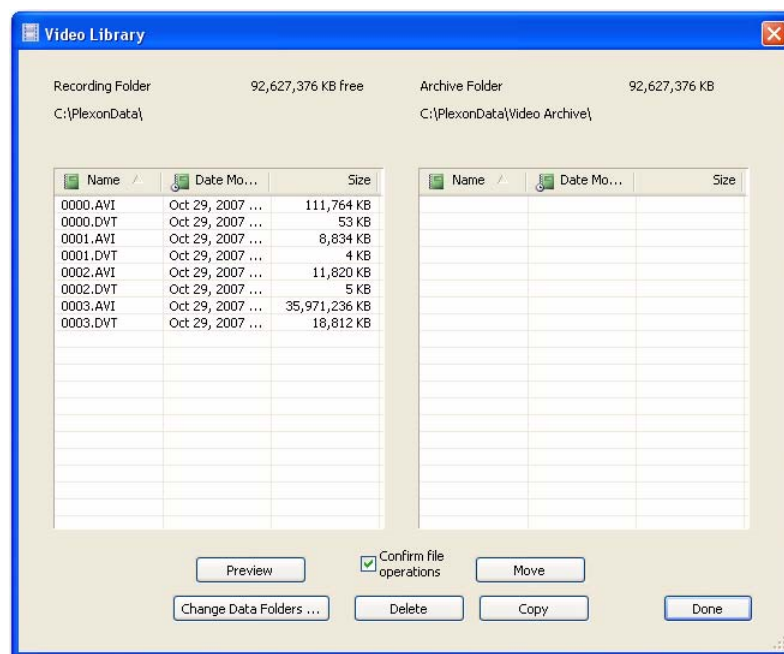 Video Library
Recording Folder 92,627,376 KB free
C:\PlexonData\
Archive Folder 92,627,376 KB
C:\PlexonData\Video Archive\
Name Date Mo... Size
0000.AVI Oct 29, 2007 ... 111,764 KB
0000.DVT Oct 29, 2007 ... 53 KB
0001.AVI Oct 29, 2007 ... 8,834 KB
0001.DVT Oct 29, 2007 ... 4 KB
0002.AVI Oct 29, 2007 ... 11,820 KB
0002.DVT Oct 29, 2007 ... 5 KB
0003.AVI Oct 29, 2007 ... 35,971,236 KB
0003.DVT Oct 29, 2007 ... 18,812 KB
Name Date Mo... Size
Preview
Confirm file
operations
Move
Change Data Folders ...
Delete
Copy
Done